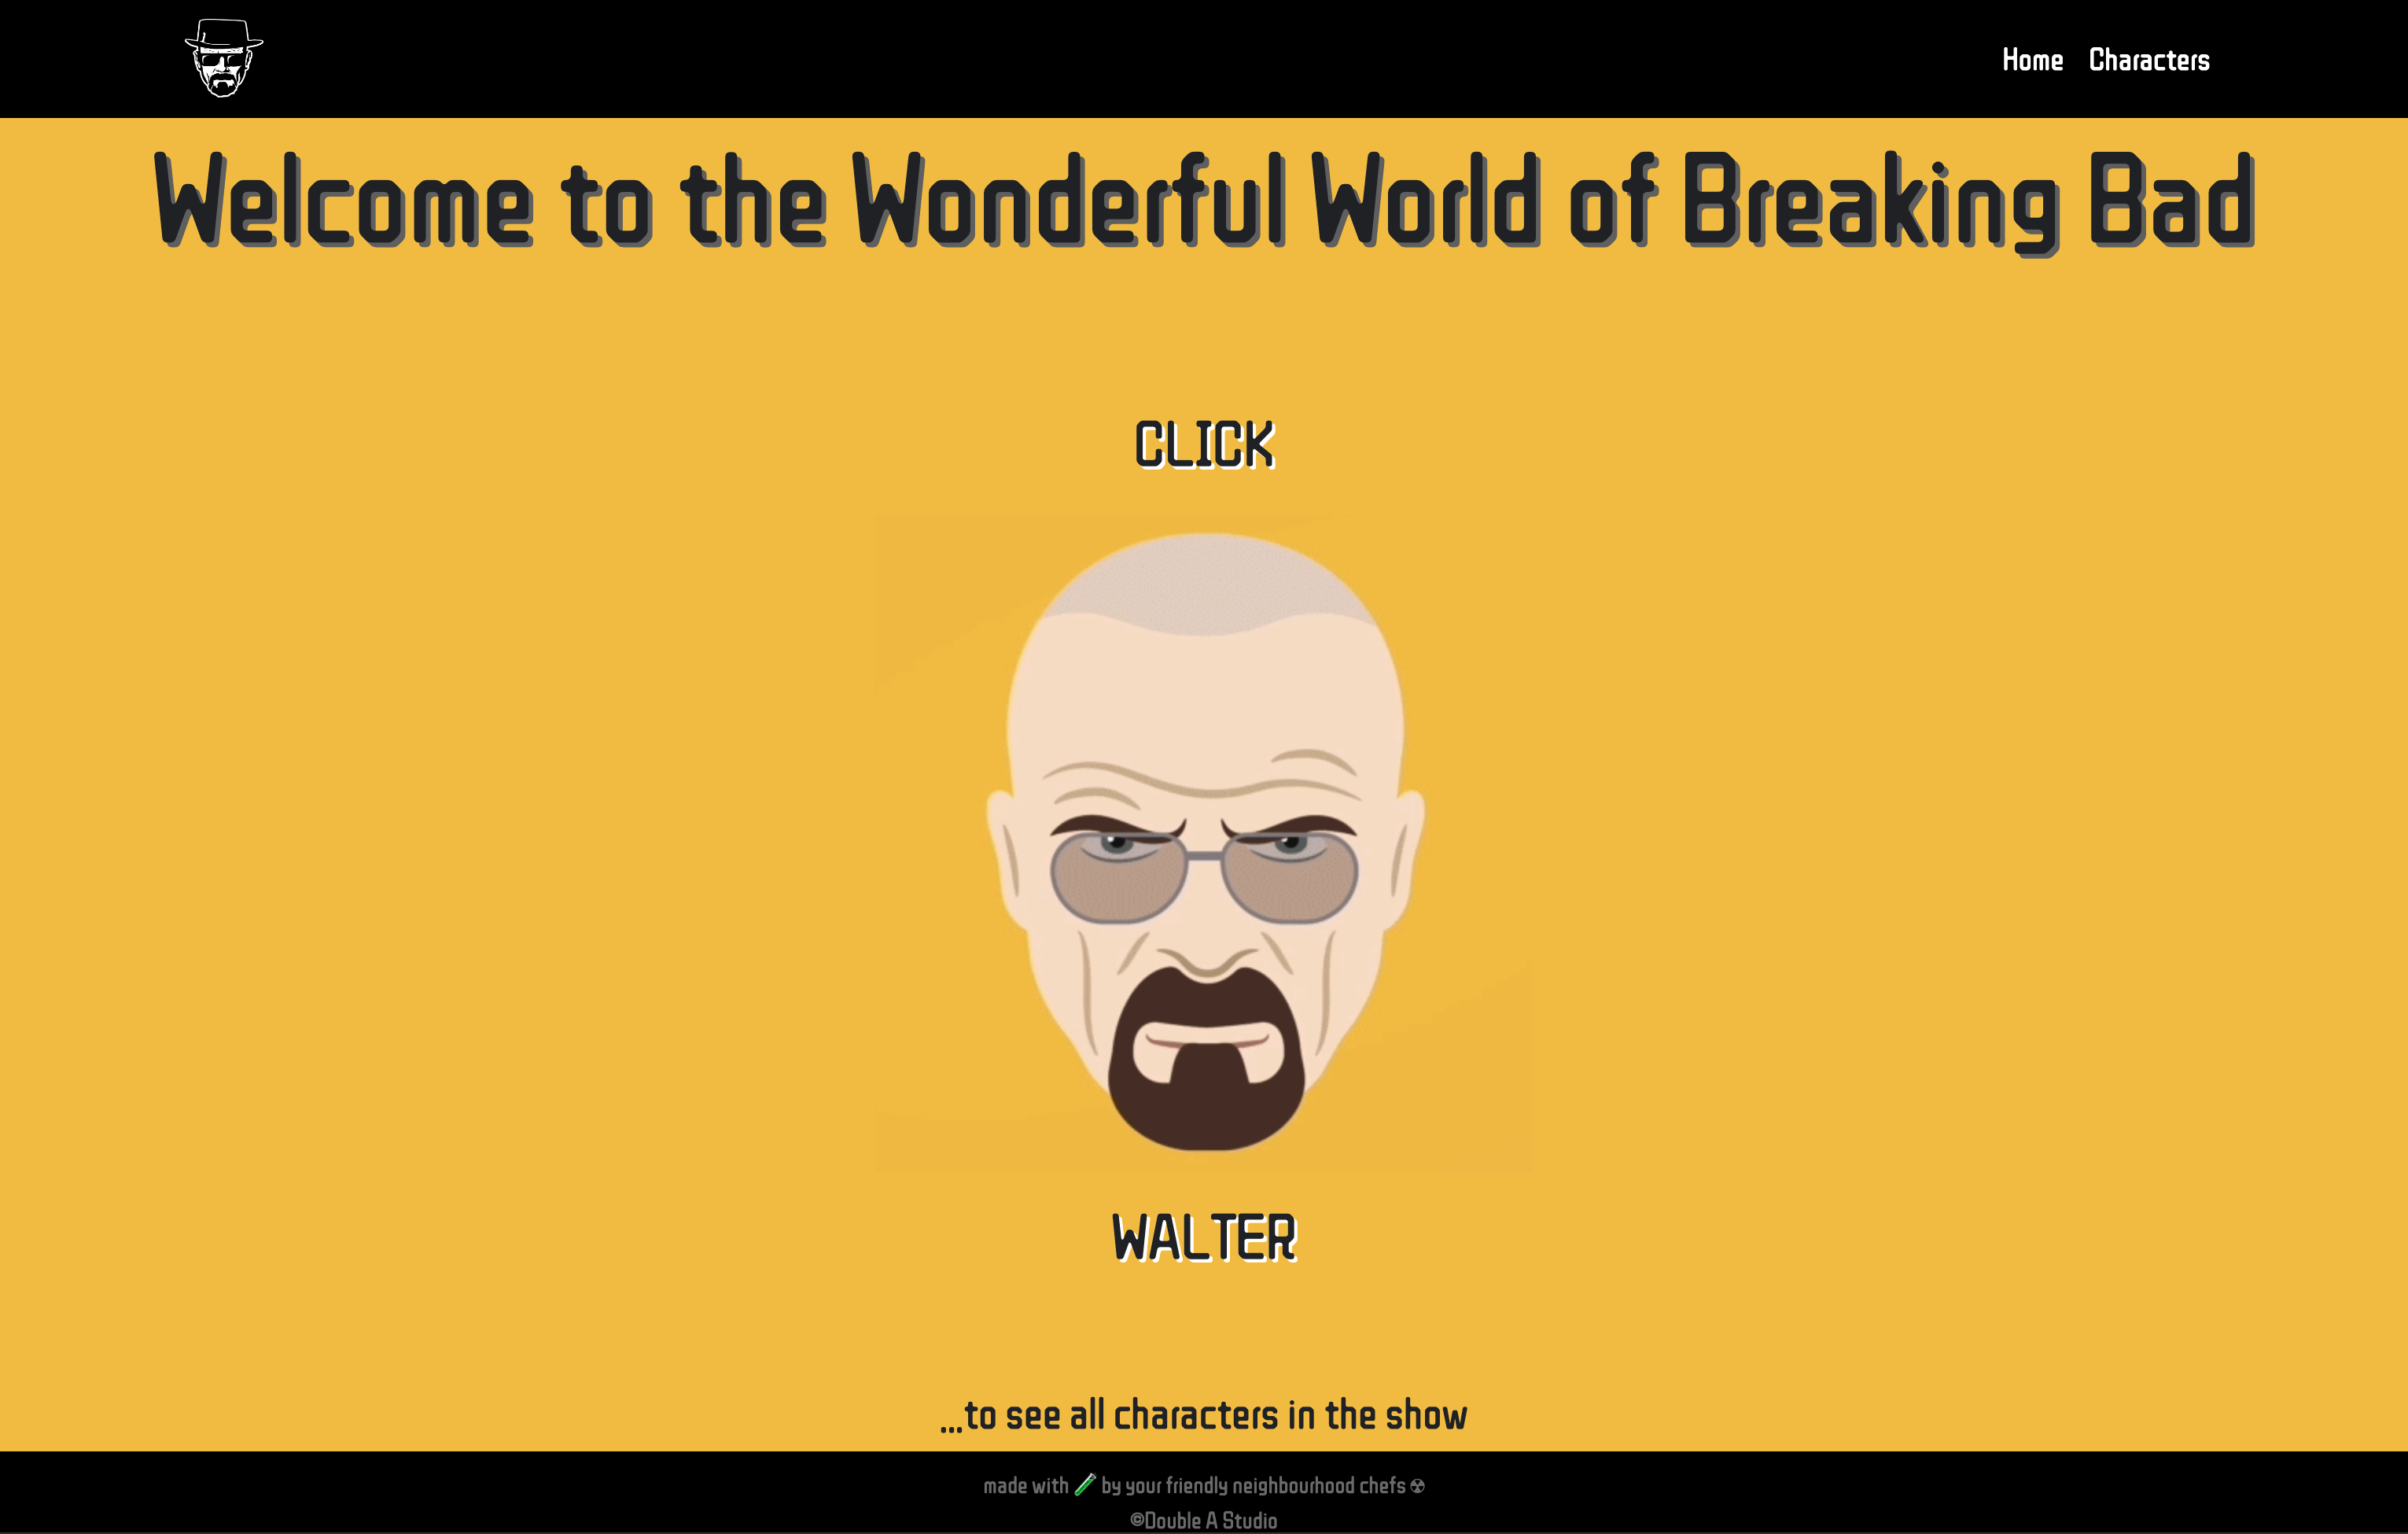 Home Characters
Welcome to the Wonderful World of Breaking Bad
CLICK
WALTER
...to see all characters in the show
made with 🧪 by your friendly neighbourhood chefs ☢
©Double A Studio